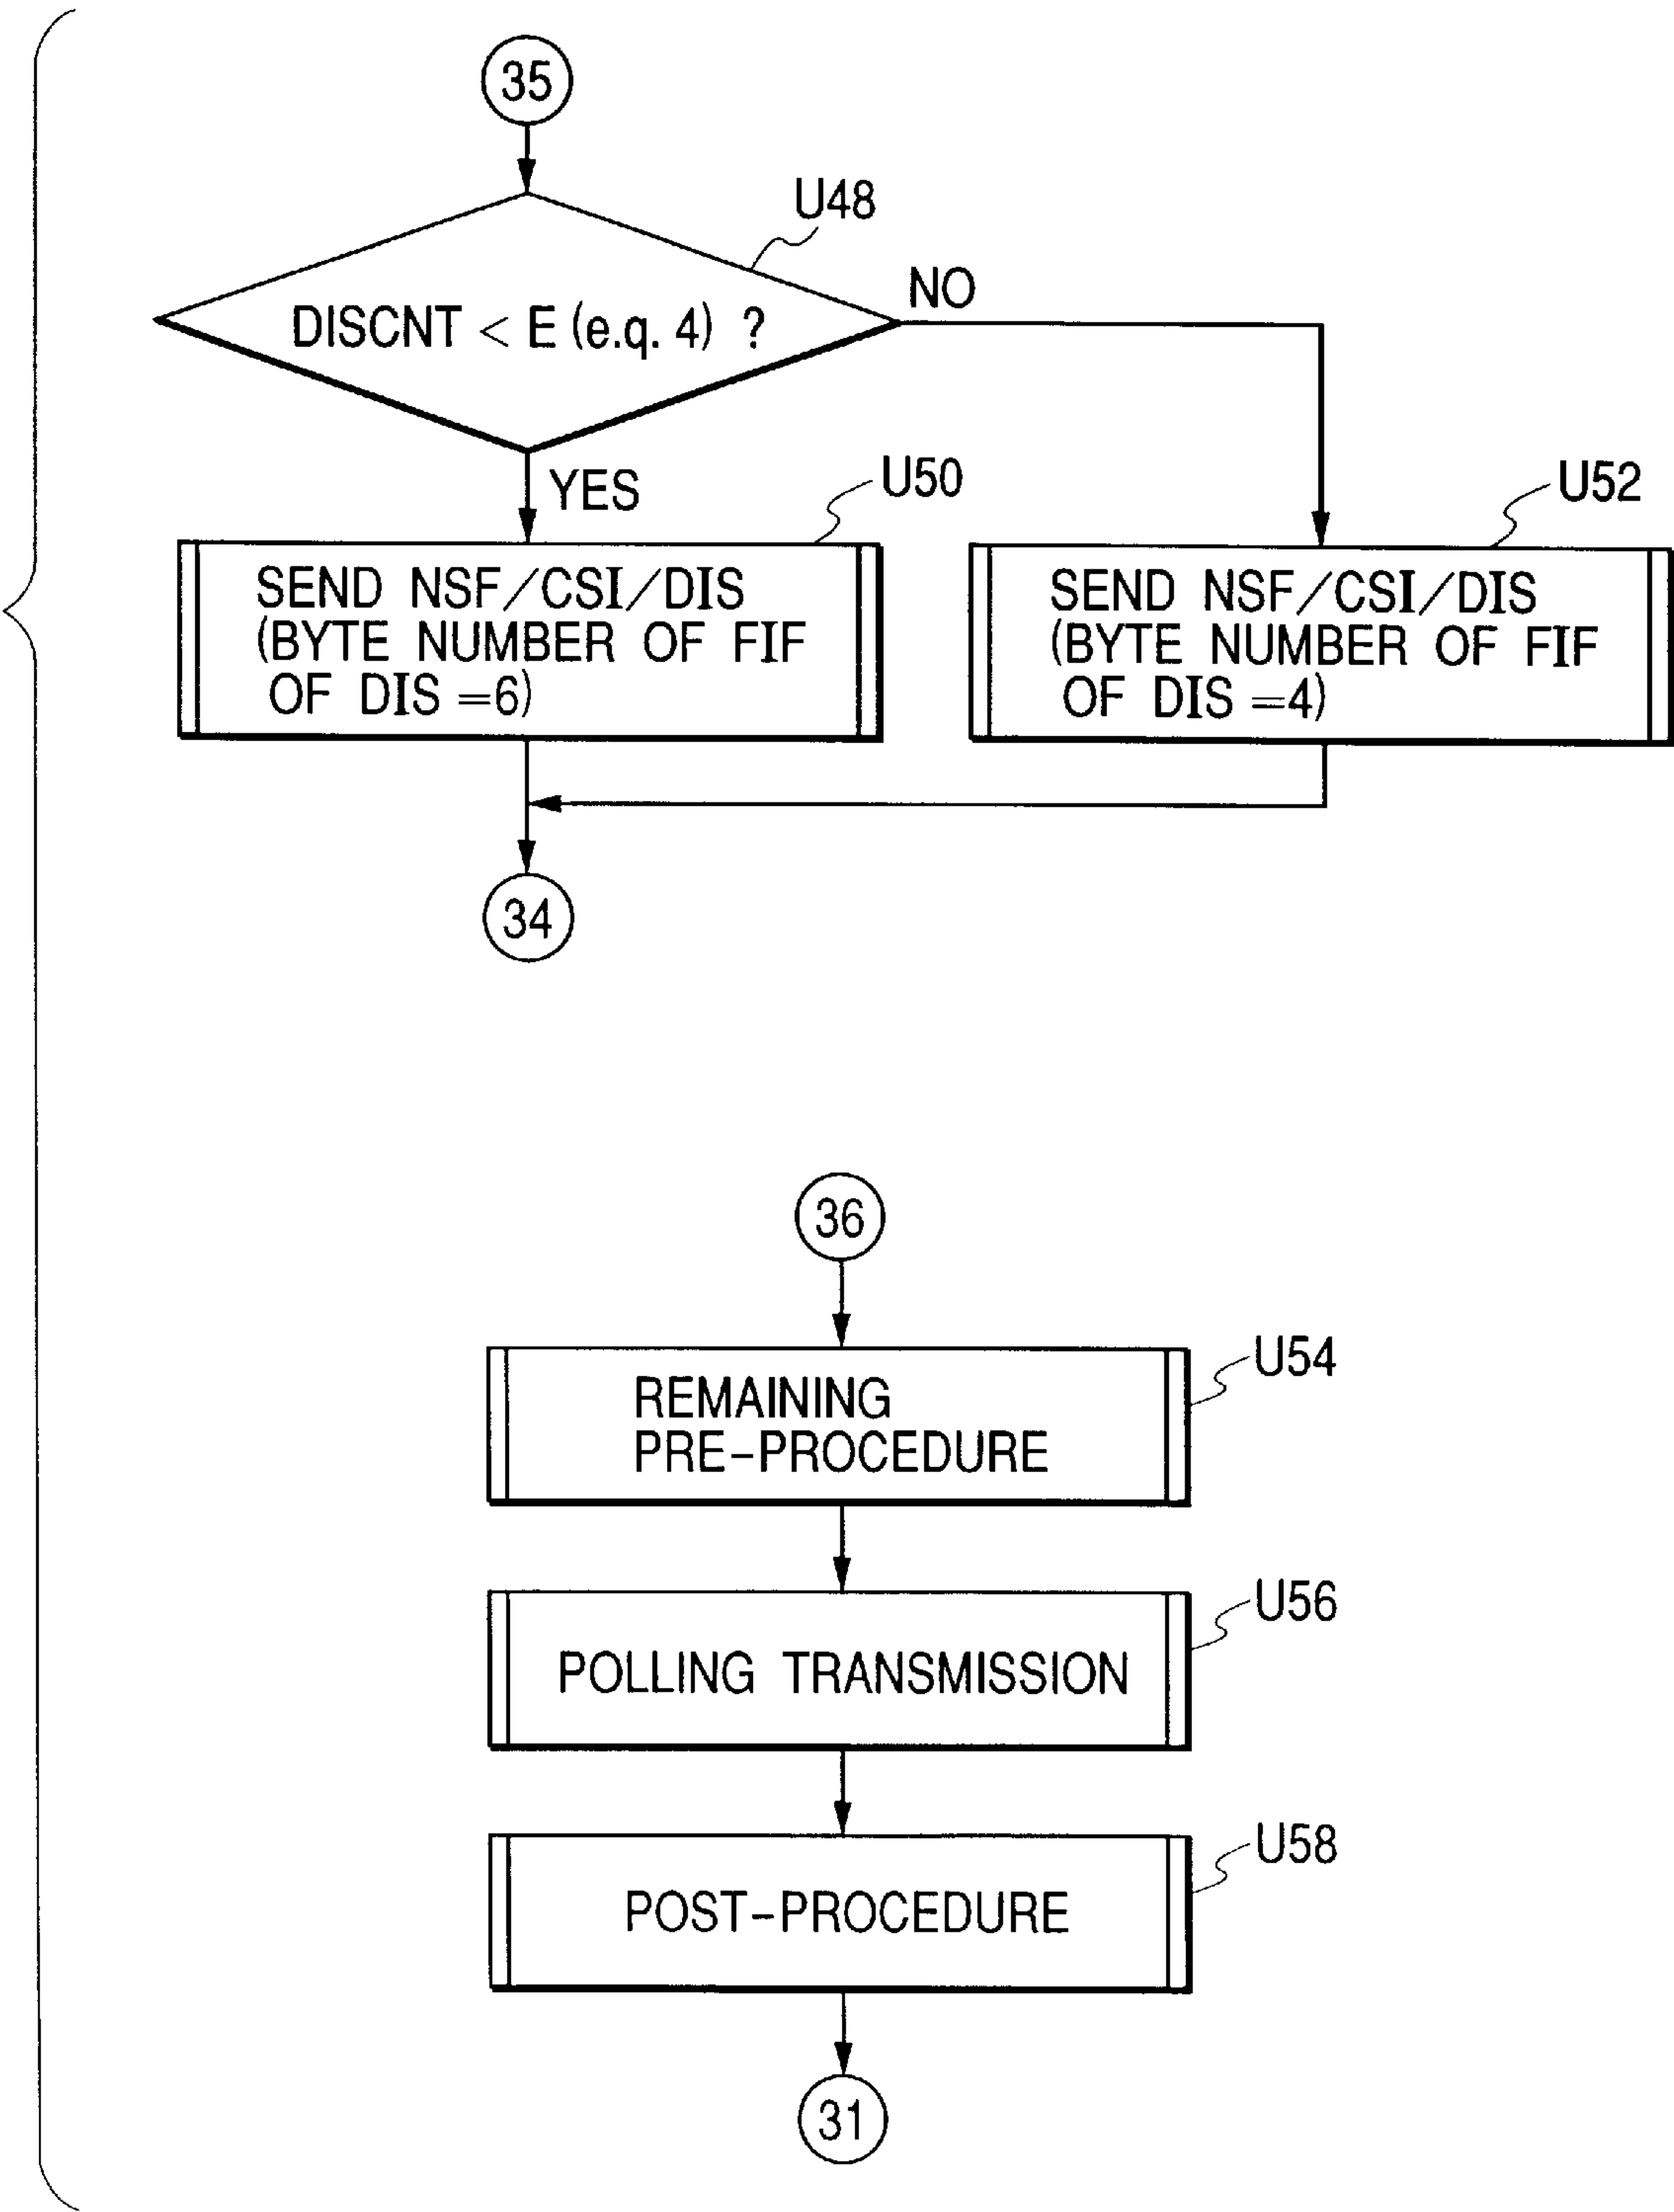 35
U48
DISCNT < E (e.q. 4) ?
NO
YES
U50
U52
SEND NSF/CSI/DIS
(BYTE NUMBER OF FIF
OF DIS =6)
SEND NSF/CSI/DIS
(BYTE NUMBER OF FIF
OF DIS =4)
34
36
U54
REMAINING
PRE-PROCEDURE
U56
POLLING TRANSMISSION
U58
POST-PROCEDURE
31